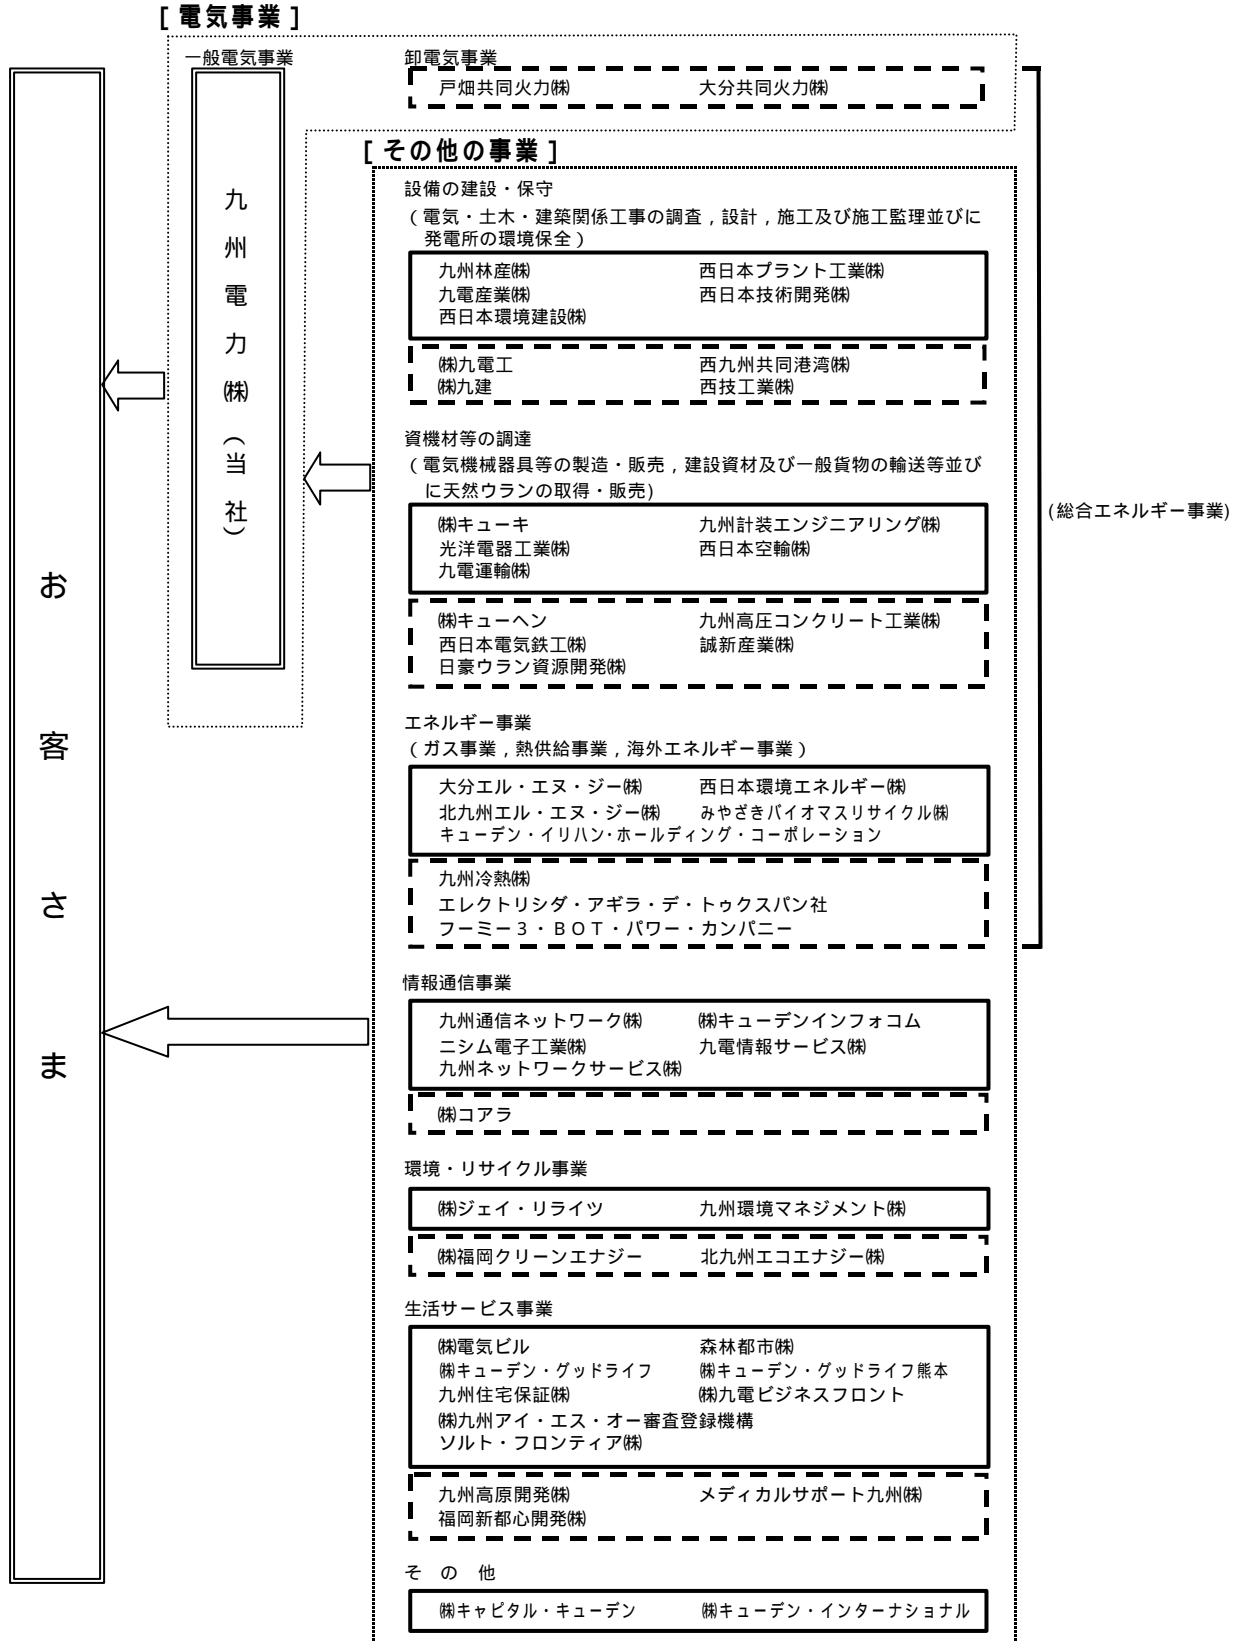 [ 電気事業 ]
一般電気事業
卸電気事業
戸畑共同火力㈱ 大分共同火力㈱
[ その他の事業 ]
設備の建設・保守
（電気・土木・建築関係工事の調査，設計，施工及び施工監理並びに
発電所の環境保全）
九州林産㈱ 西日本プラント工業㈱
九電産業㈱ 西日本技術開発㈱
西日本環境建設㈱
㈱九電工 西九州共同港湾㈱
㈱九建 西技工業㈱
資機材等の調達
（電気機械器具等の製造・販売，建設資材及び一般貨物の輸送等並び
に天然ウランの取得・販売)
㈱キューキ 九州計装エンジニアリング㈱
光洋電器工業㈱ 西日本空輸㈱
九電運輸㈱
㈱キューヘン 九州高圧コンクリート工業㈱
西日本電気鉄工㈱ 誠新産業㈱
日豪ウラン資源開発㈱
エネルギー事業
（ガス事業，熱供給事業，海外エネルギー事業）
大分エル・エヌ・ジー㈱ 西日本環境エネルギー㈱
北九州エル・エヌ・ジー㈱ みやざきバイオマスリサイクル㈱
キューデン・イリハン・ホールディング・コーポレーション
九州冷熱㈱
エレクトリシダ・アギラ・デ・トゥクスパン社
フーミー３・ＢＯＴ・パワー・カンパニー
情報通信事業
九州通信ネットワーク㈱ ㈱キューデンインフォコム
ニシム電子工業㈱ 九電情報サービス㈱
九州ネットワークサービス㈱
㈱コアラ
環境・リサイクル事業
㈱ジェイ・リライツ 九州環境マネジメント㈱
㈱福岡クリーンエナジー 北九州エコエナジー㈱
生活サービス事業
㈱電気ビル 森林都市㈱
㈱キューデン・グッドライフ ㈱キューデン・グッドライフ熊本
九州住宅保証㈱ ㈱九電ビジネスフロント
㈱九州アイ・エス・オー審査登録機構
ソルト・フロンティア㈱
九州高原開発㈱ メディカルサポート九州㈱
福岡新都心開発㈱
そ の 他
㈱キャピタル・キューデン ㈱キューデン・インターナショナル
(総合エネルギー事業)
九州電力㈱（当社）
お客さま